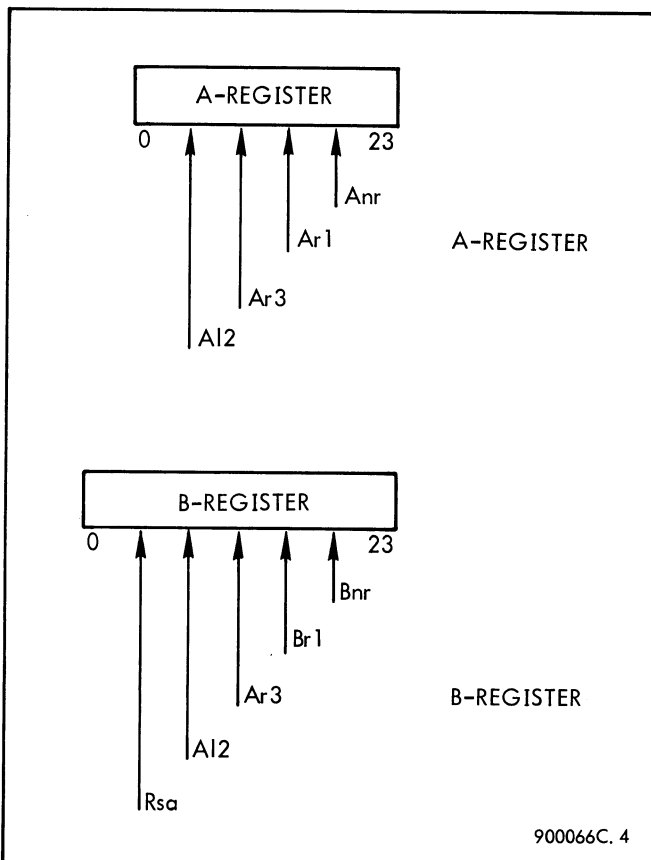 A-REGISTER
0 23
Anr
Ar1
A-REGISTER
Ar3
Al2
B-REGISTER
0 23
Bnr
Br1
Ar3
B-REGISTER
Al2
Rsa
900066C. 4